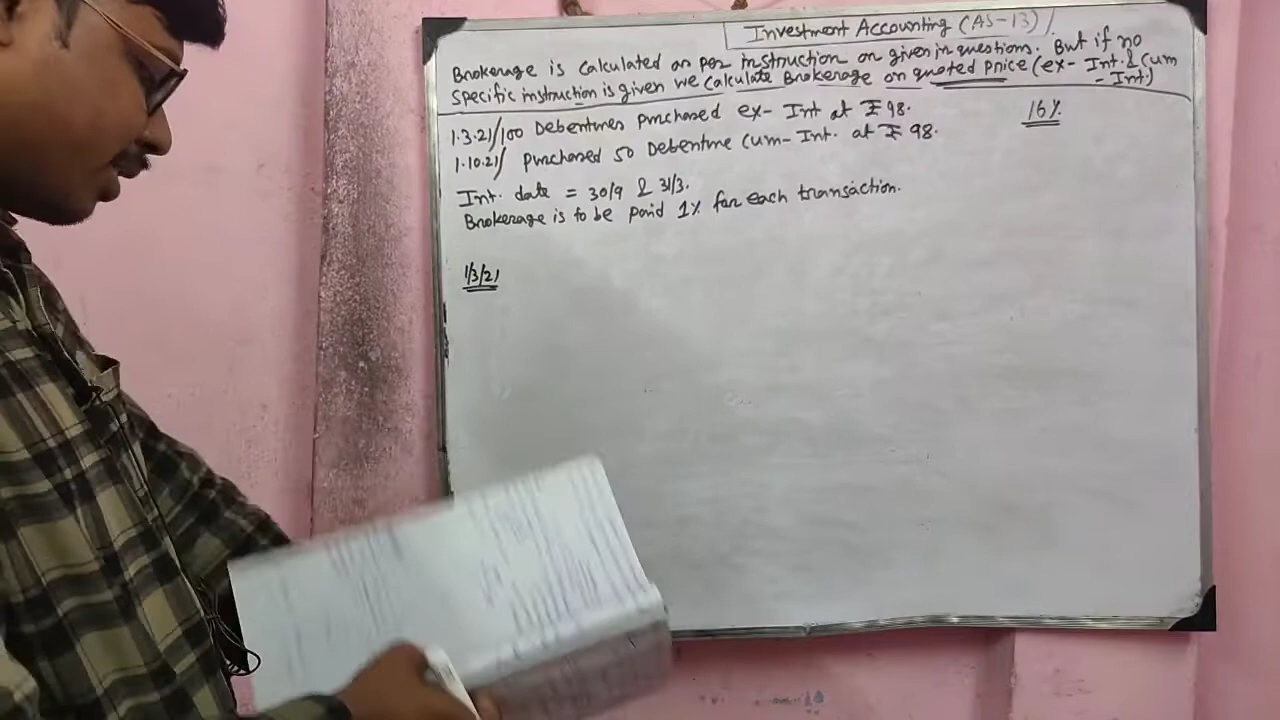 Investment Accounting (AS-13)
Brokerage is calculated as per instruction or given in questions. But if no
specific instruction is given we calculate Brokerage on quoted price (ex-Int. & cum
-Int.)
1.3.21/ 100 Debentures purchased ex-Int at ₹ 98.
16%
1.10.21/ purchased 50 Debenture cum-Int. at ₹ 98.
Int. date = 30/9 & 31/3.
Brokerage is to be paid 1% for each transaction.
1/3/21